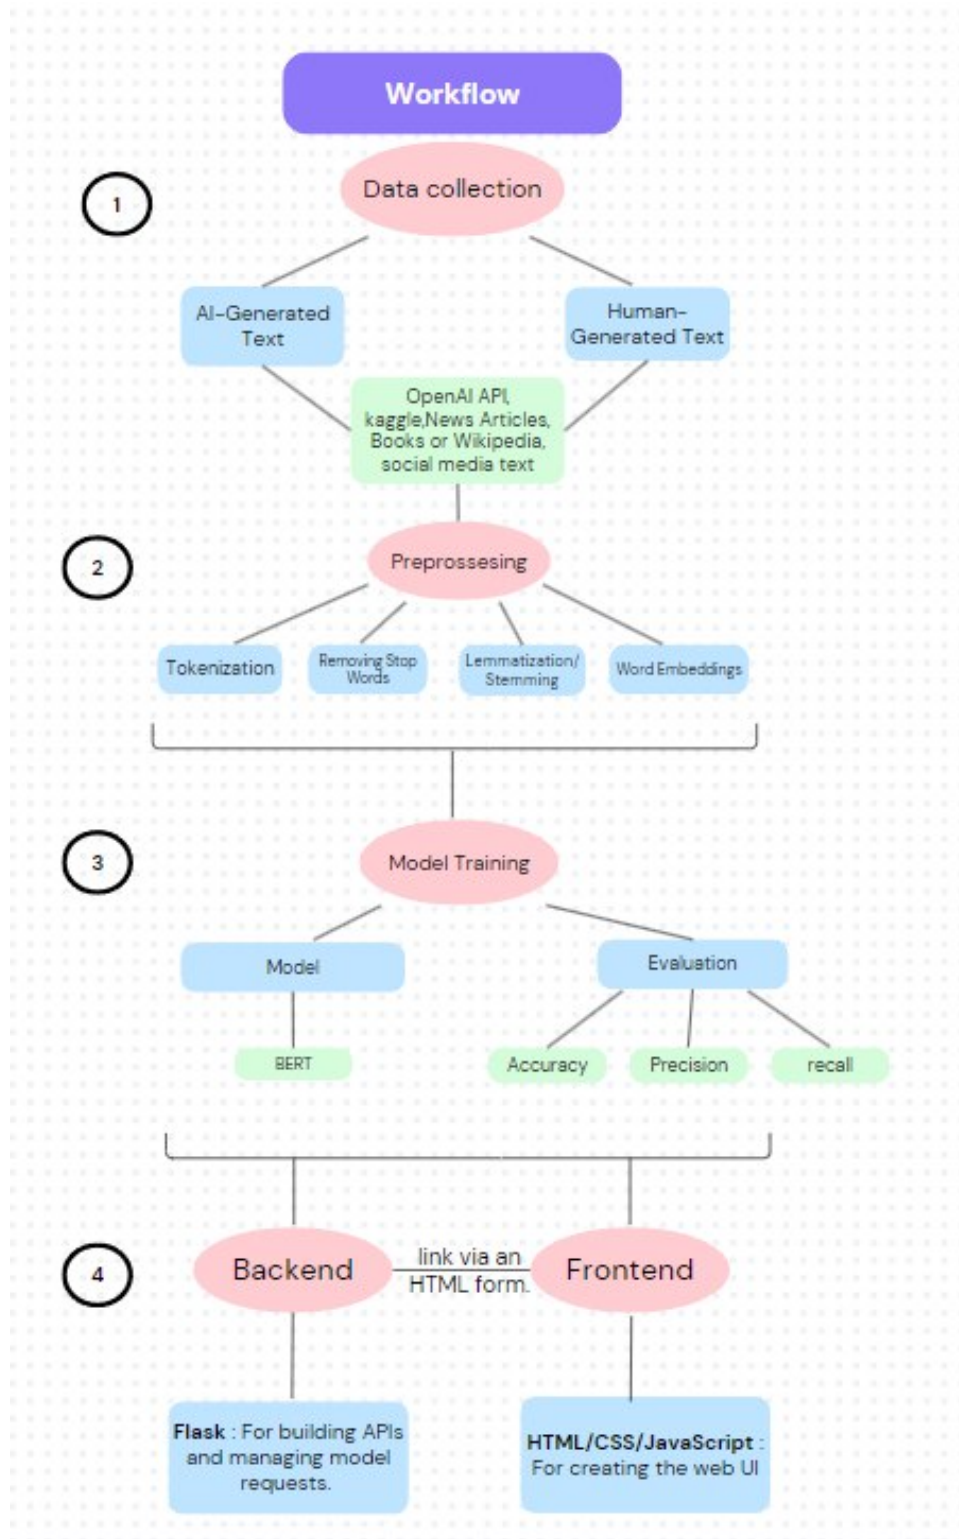 Workflow
1
Data collection
AI-Generated
Text
Human-
Generated Text
OpenAI API,
kaggle,News Articles,
Books or Wikipedia,
social media text
2
Preprossesing
Tokenization
Removing Stop
Words
Lemmatization/
Stemming
Word Embeddings
3
Model Training
Model
Evaluation
BERT
Accuracy
Precision
recall
4
Backend
link via an
HTML form.
Frontend
Flask : For building APIs
and managing model
requests.
HTML/CSS/JavaScript :
For creating the web UI